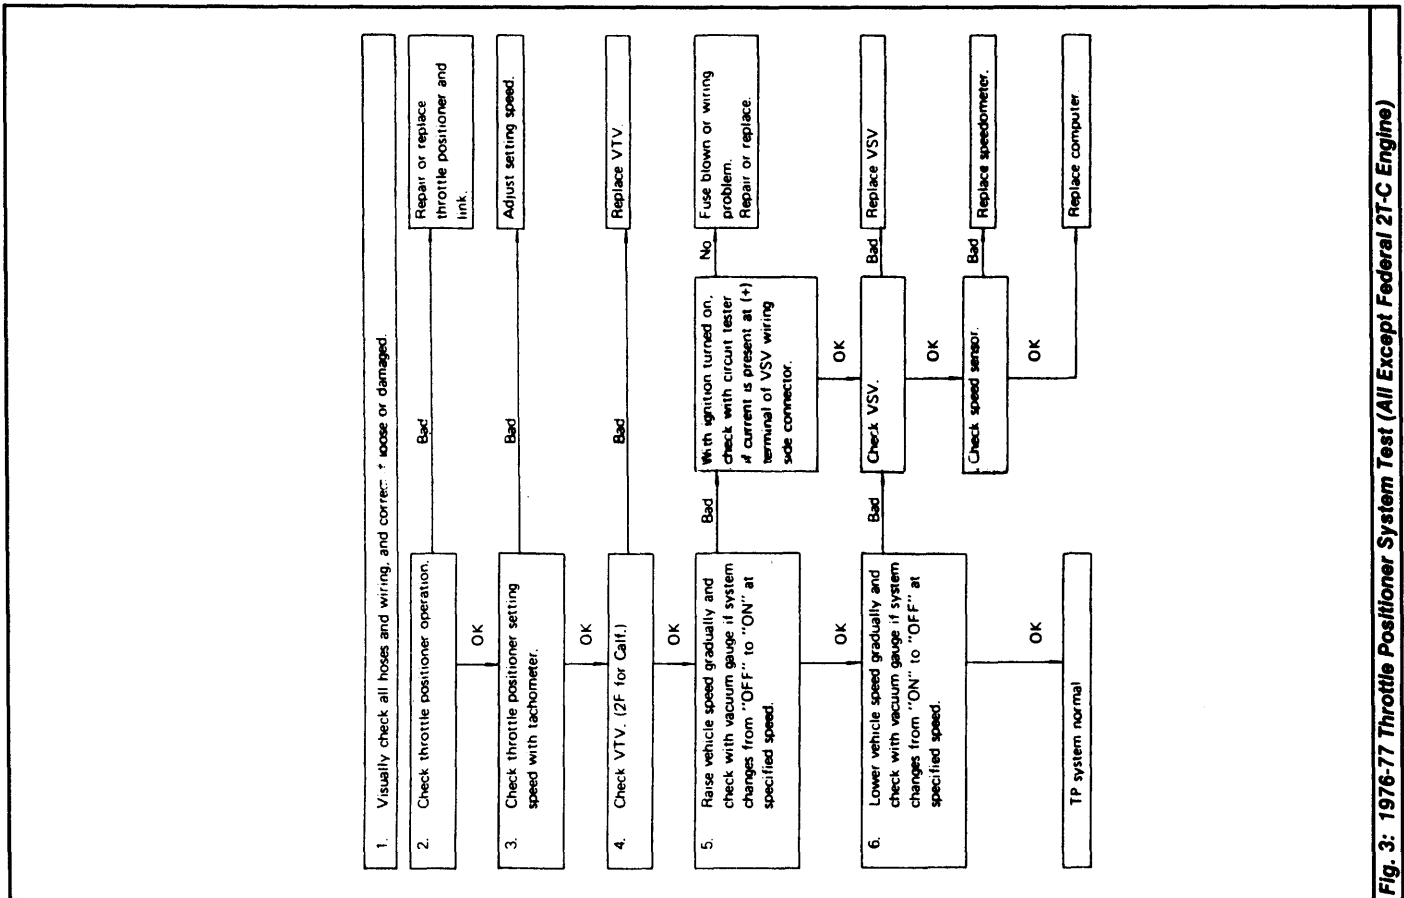 1. Visually check all hoses and wiring, and correct loose or damaged.
2. Check throttle positioner operation.
Bad
Repair or replace
throttle positioner and
link.
OK
3. Check throttle positioner setting
speed with tachometer.
Bad
Adjust setting speed.
OK
4. Check VTV. (2F for Calf.)
Bad
Replace VTV.
OK
5. Raise vehicle speed gradually and
check with vacuum gauge if system
changes from "OFF" to "ON" at
specified speed.
Bad
With ignition turned on,
check with circuit tester
if current is present at (+)
terminal of VSV wiring
side connector.
No
Fuse blown or wiring
problem.
Repair or replace.
OK
OK
6. Lower vehicle speed gradually and
check with vacuum gauge if system
changes from "ON" to "OFF" at
specified speed.
Bad
Check VSV.
Bad
Replace VSV
OK
Check speed sensor.
Bad
Replace speedometer.
OK
OK
TP system normal
Replace computer.
Fig. 3: 1976-77 Throttle Positioner System Test (All Except Federal 2T-C Engine)